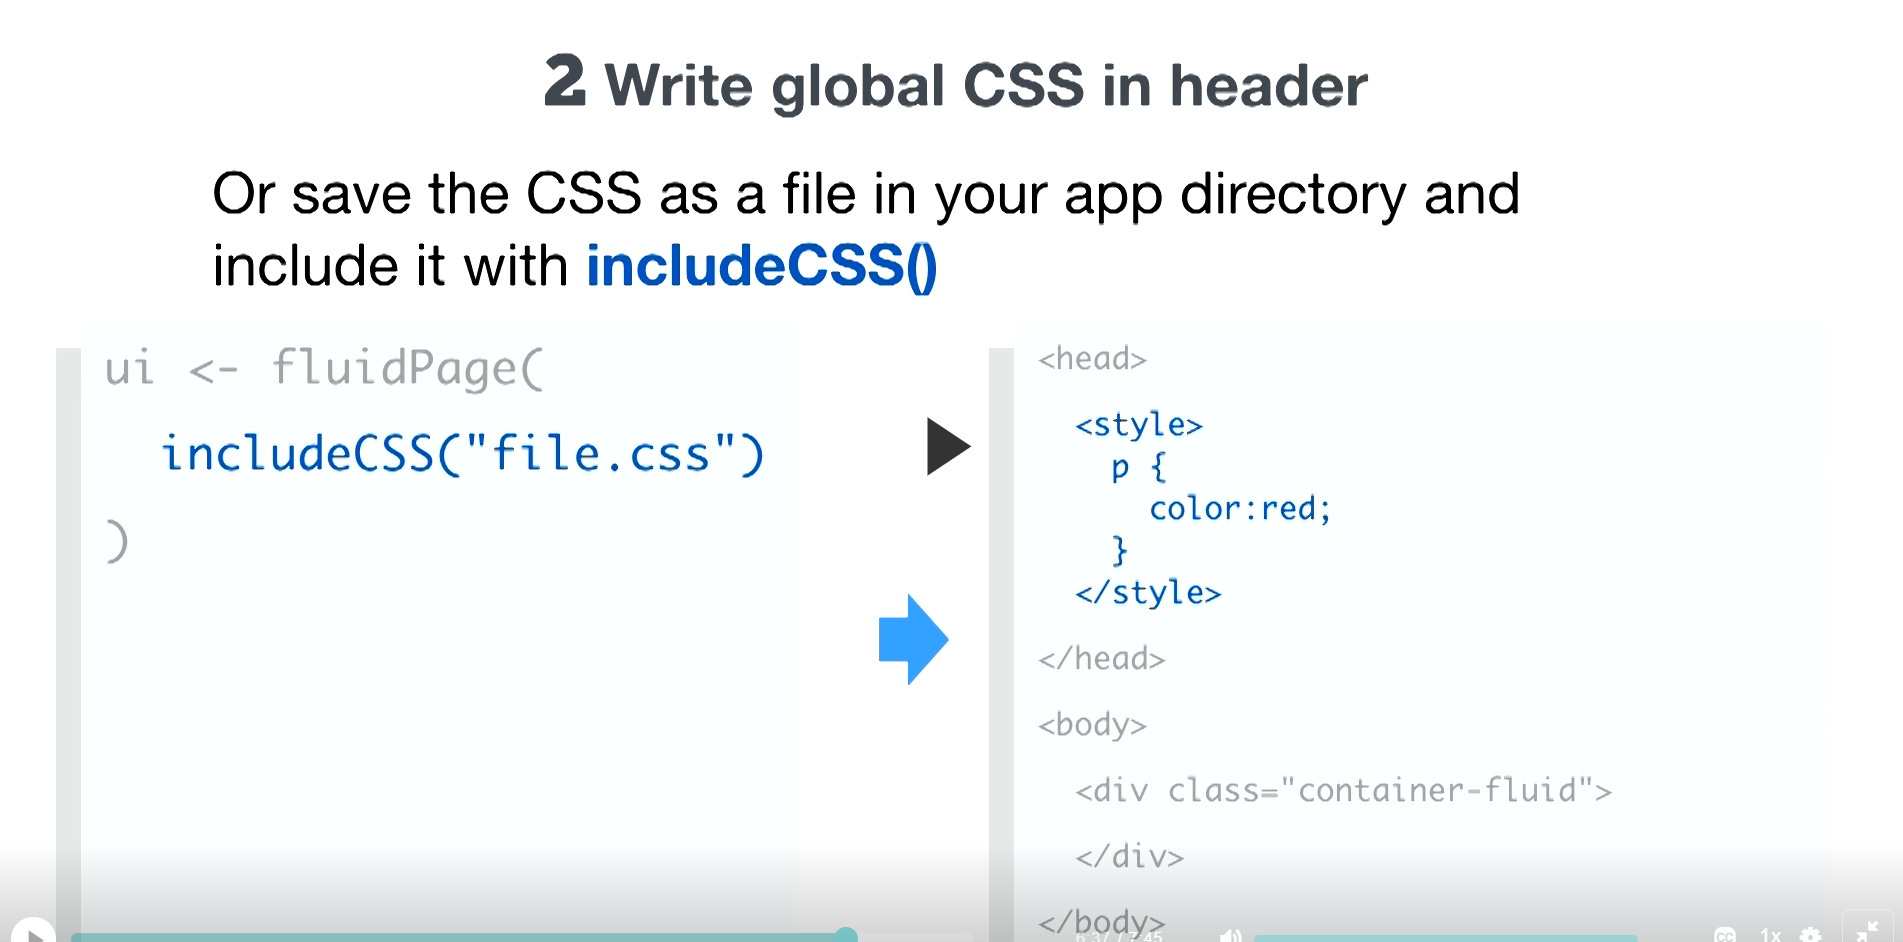 2 Write global CSS in header
Or save the CSS as a file in your app directory and
include it with includeCSS()
ui <- fluidPage(
includeCSS("file.css")
)
<head>
<style>
p {
color:red;
}
</style>
</head>
<body>
<div class="container-fluid">
</div>
</body>
6:37 / 7:45
CC
1x